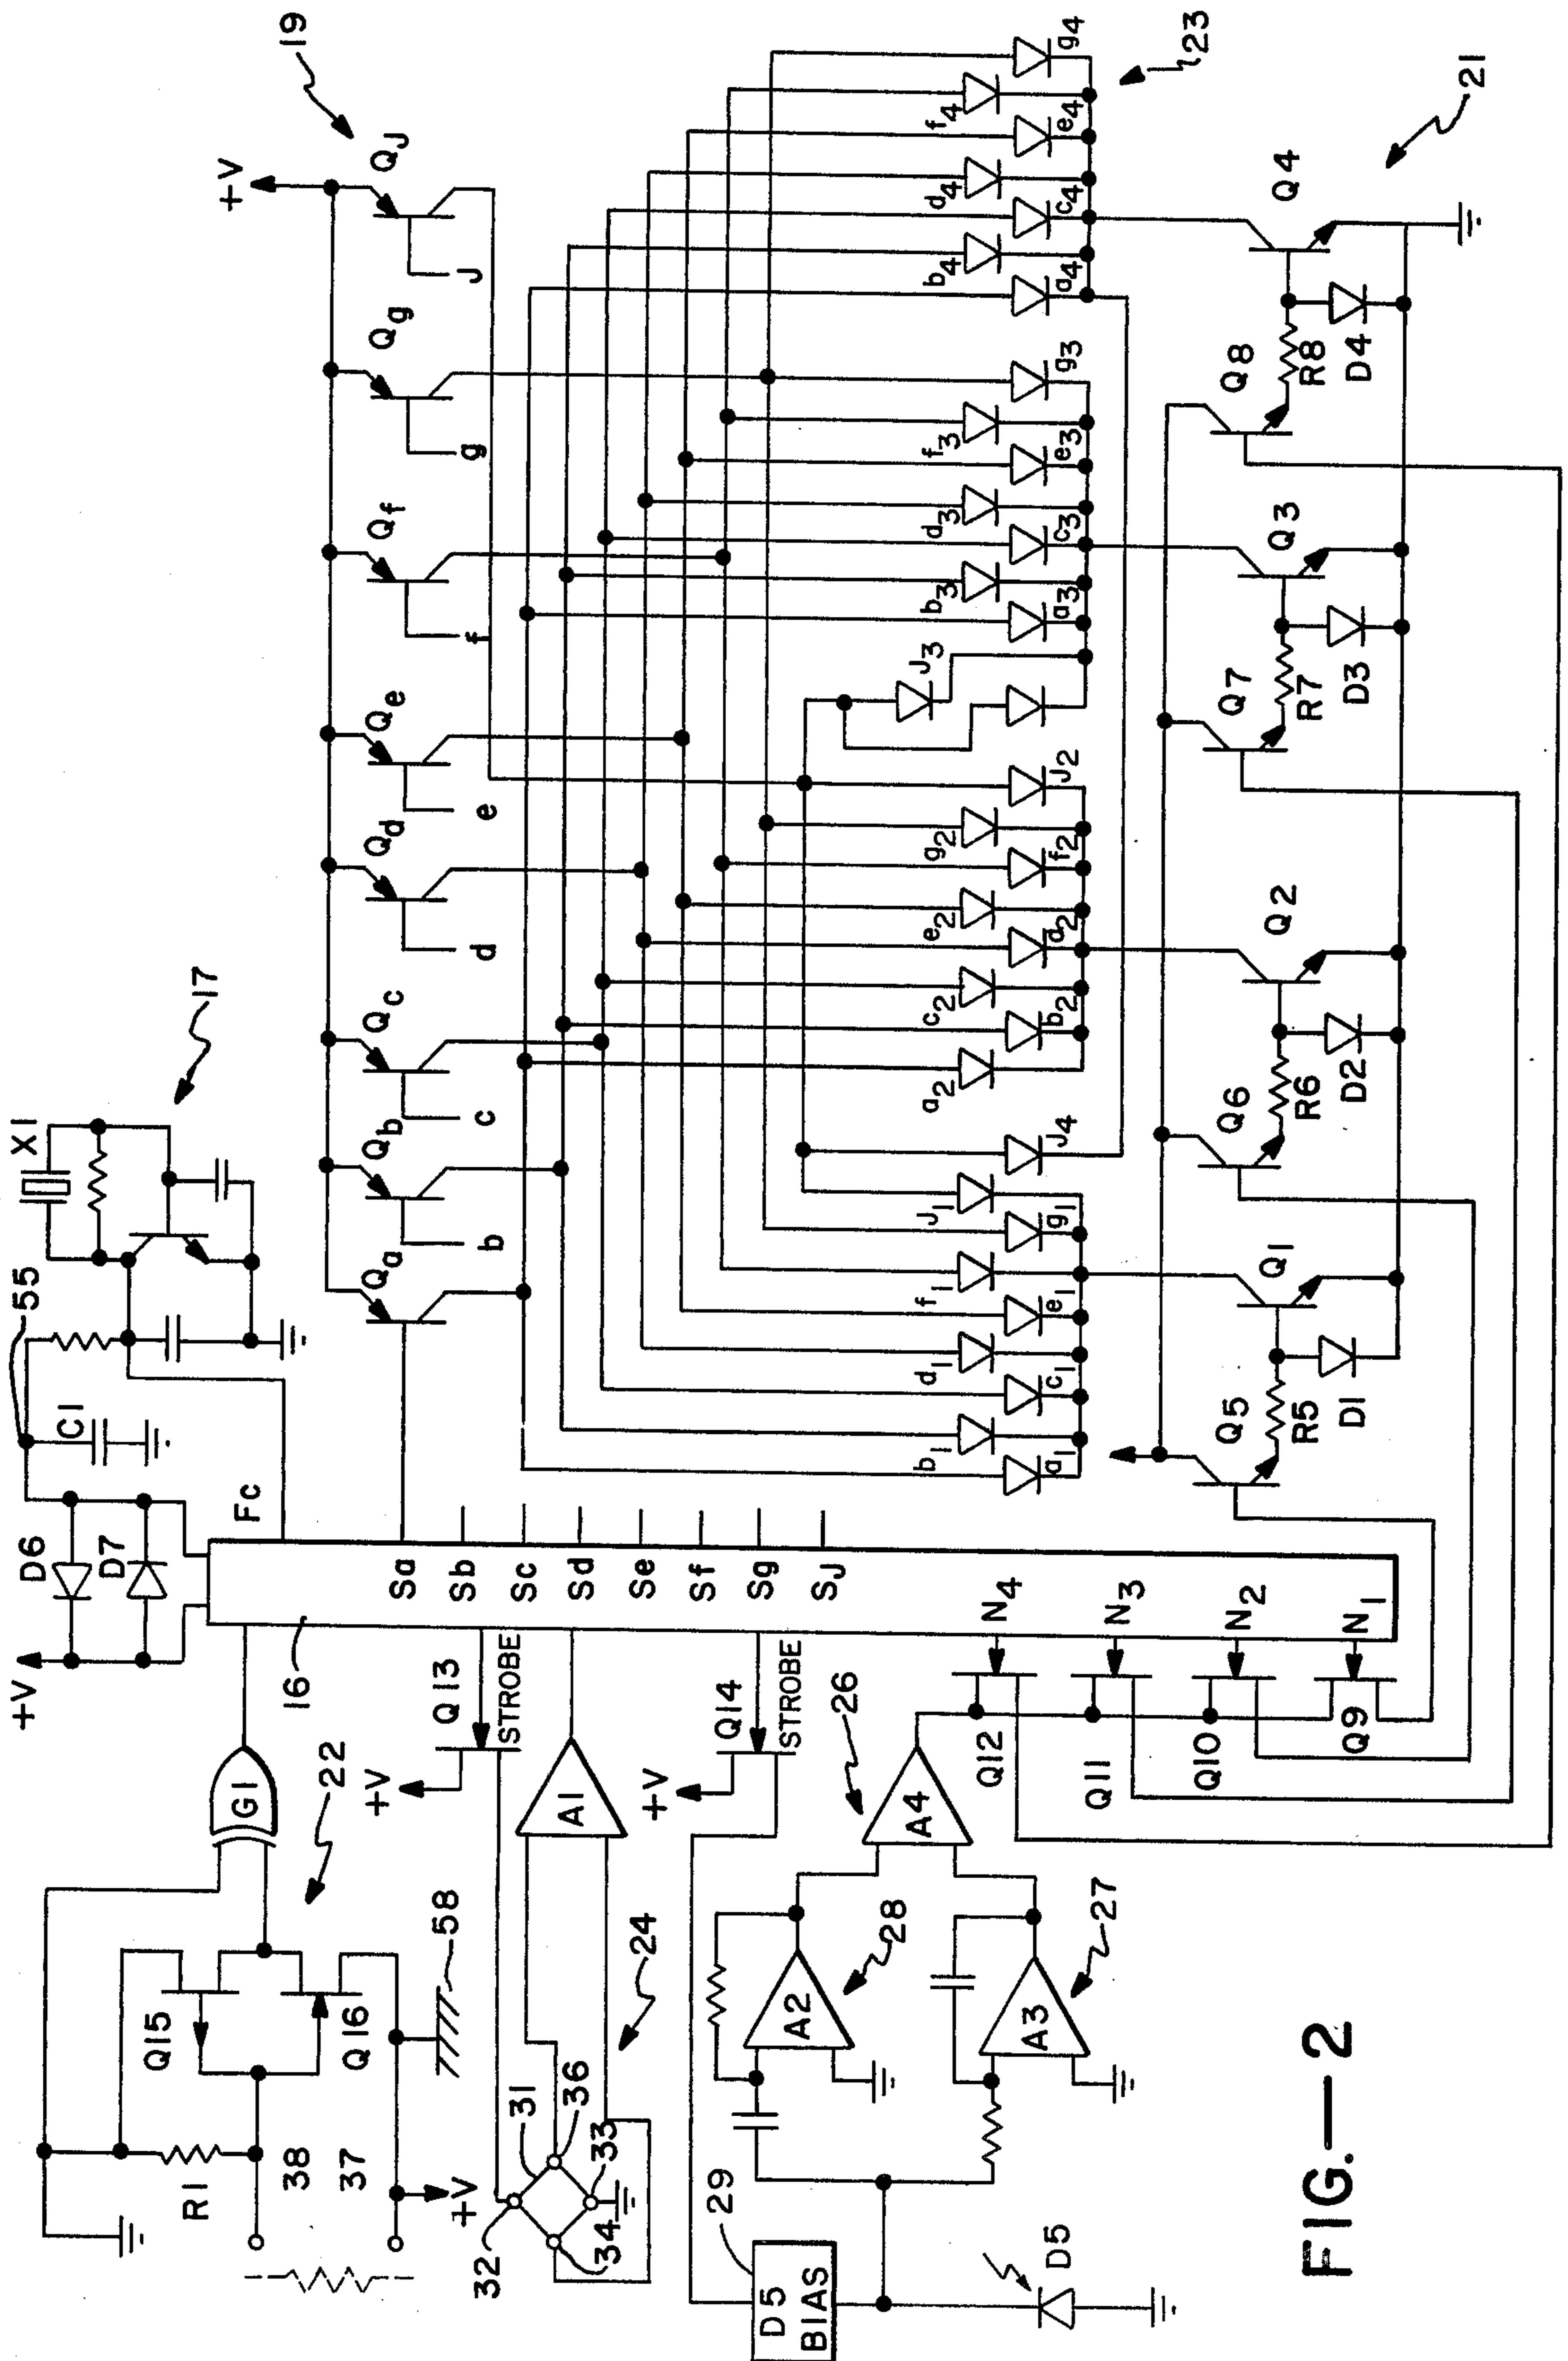 +V
D6
D7
55
C1
X1
17
Fc
16
19
+V
Qa
Qb
Qc
Qd
Qe
Qf
Qg
QJ
b
c
d
e
f
g
J
Sa
Sb
Sc
Sd
Se
Sf
Sg
SJ
N4
N3
N2
N1
G1
22
Q15
Q16
R1
38
37
+V
58
+V
Q13
STROBE
A1
24
31
32
33
34
36
+V
Q14
STROBE
29
D5
BIAS
D5
A2
28
A3
27
A4
26
Q12
Q11
Q10
Q9
a1
b1
c1
d1
e1
f1
g1
J1
J4
a2
b2
c2
d2
e2
f2
g2
J2
J3
a3
b3
c3
d3
e3
f3
g3
a4
b4
c4
d4
e4
f4
g4
23
Q5
R5
D1
Q1
Q6
R6
D2
Q2
Q7
R7
D3
Q3
Q8
R8
D4
Q4
21
FIG.—2